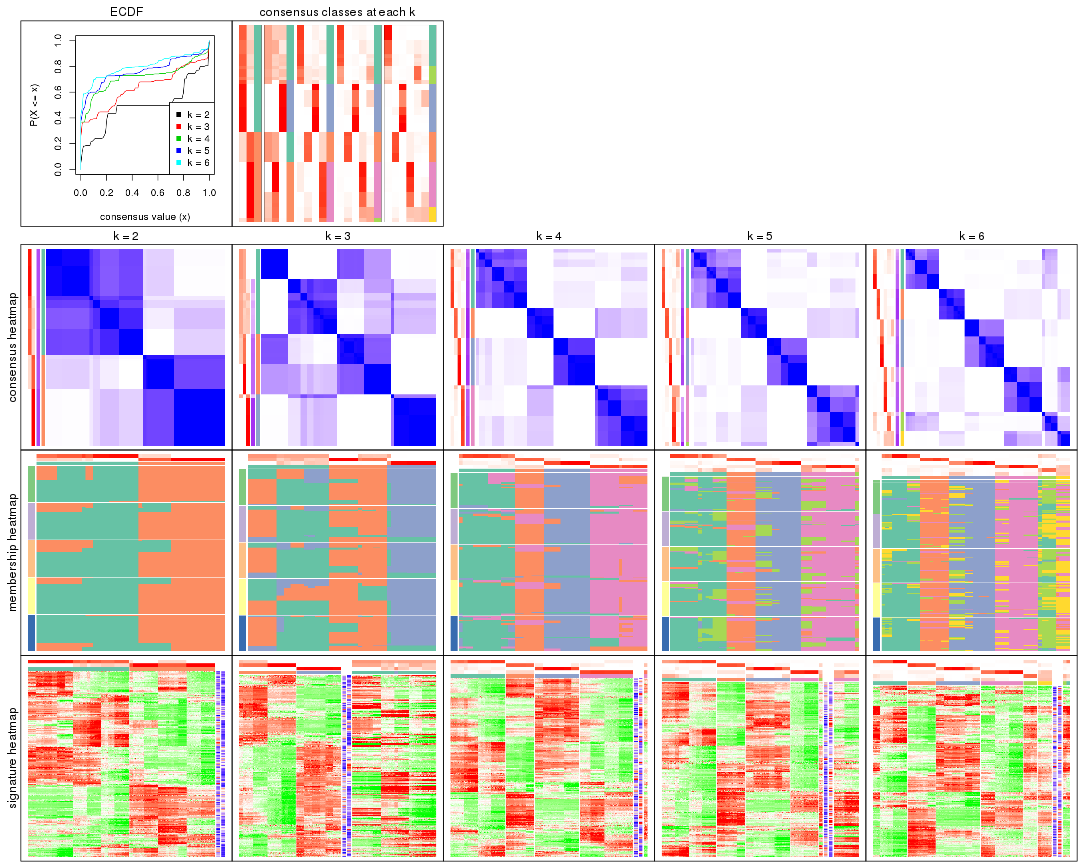 ECDF
consensus classes at each k
P(X <= x)
0.0 0.2 0.4 0.6 0.8 1.0
k = 2
k = 3
k = 4
k = 5
k = 6
0.0 0.2 0.4 0.6 0.8 1.0
consensus value (x)
k = 2
k = 3
k = 4
k = 5
k = 6
consensus heatmap
membership heatmap
signature heatmap